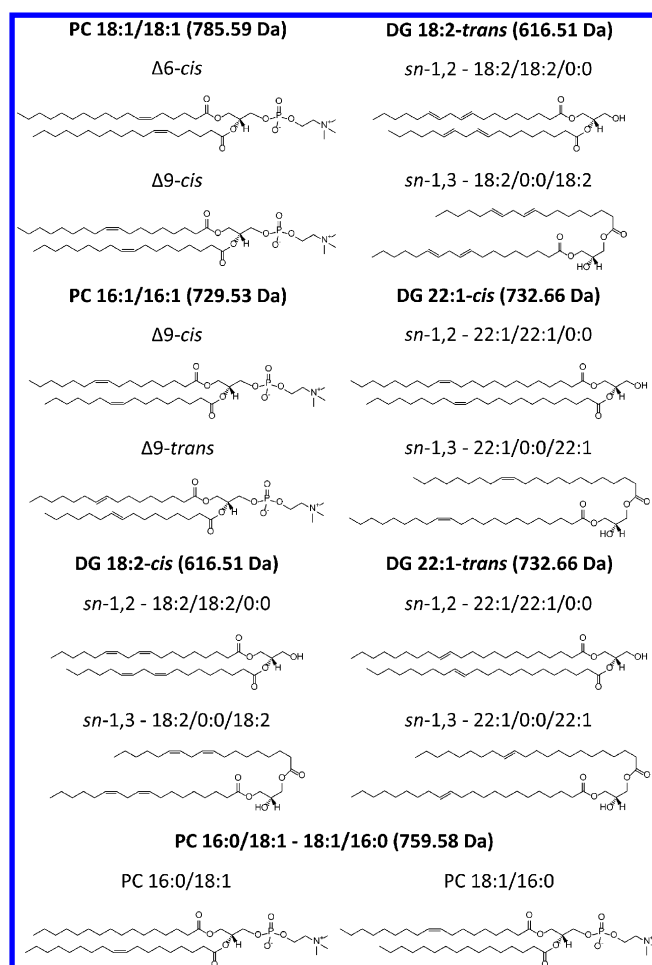 PC 18:1/18:1 (785.59 Da)
Δ6-cis
Δ9-cis
PC 16:1/16:1 (729.53 Da)
Δ9-cis
Δ9-trans
DG 18:2-cis (616.51 Da)
sn-1,2 - 18:2/18:2/0:0
sn-1,3 - 18:2/0:0/18:2
DG 18:2-trans (616.51 Da)
sn-1,2 - 18:2/18:2/0:0
sn-1,3 - 18:2/0:0/18:2
DG 22:1-cis (732.66 Da)
sn-1,2 - 22:1/22:1/0:0
sn-1,3 - 22:1/0:0/22:1
DG 22:1-trans (732.66 Da)
sn-1,2 - 22:1/22:1/0:0
sn-1,3 - 22:1/0:0/22:1
PC 16:0/18:1 - 18:1/16:0 (759.58 Da)
PC 16:0/18:1
PC 18:1/16:0